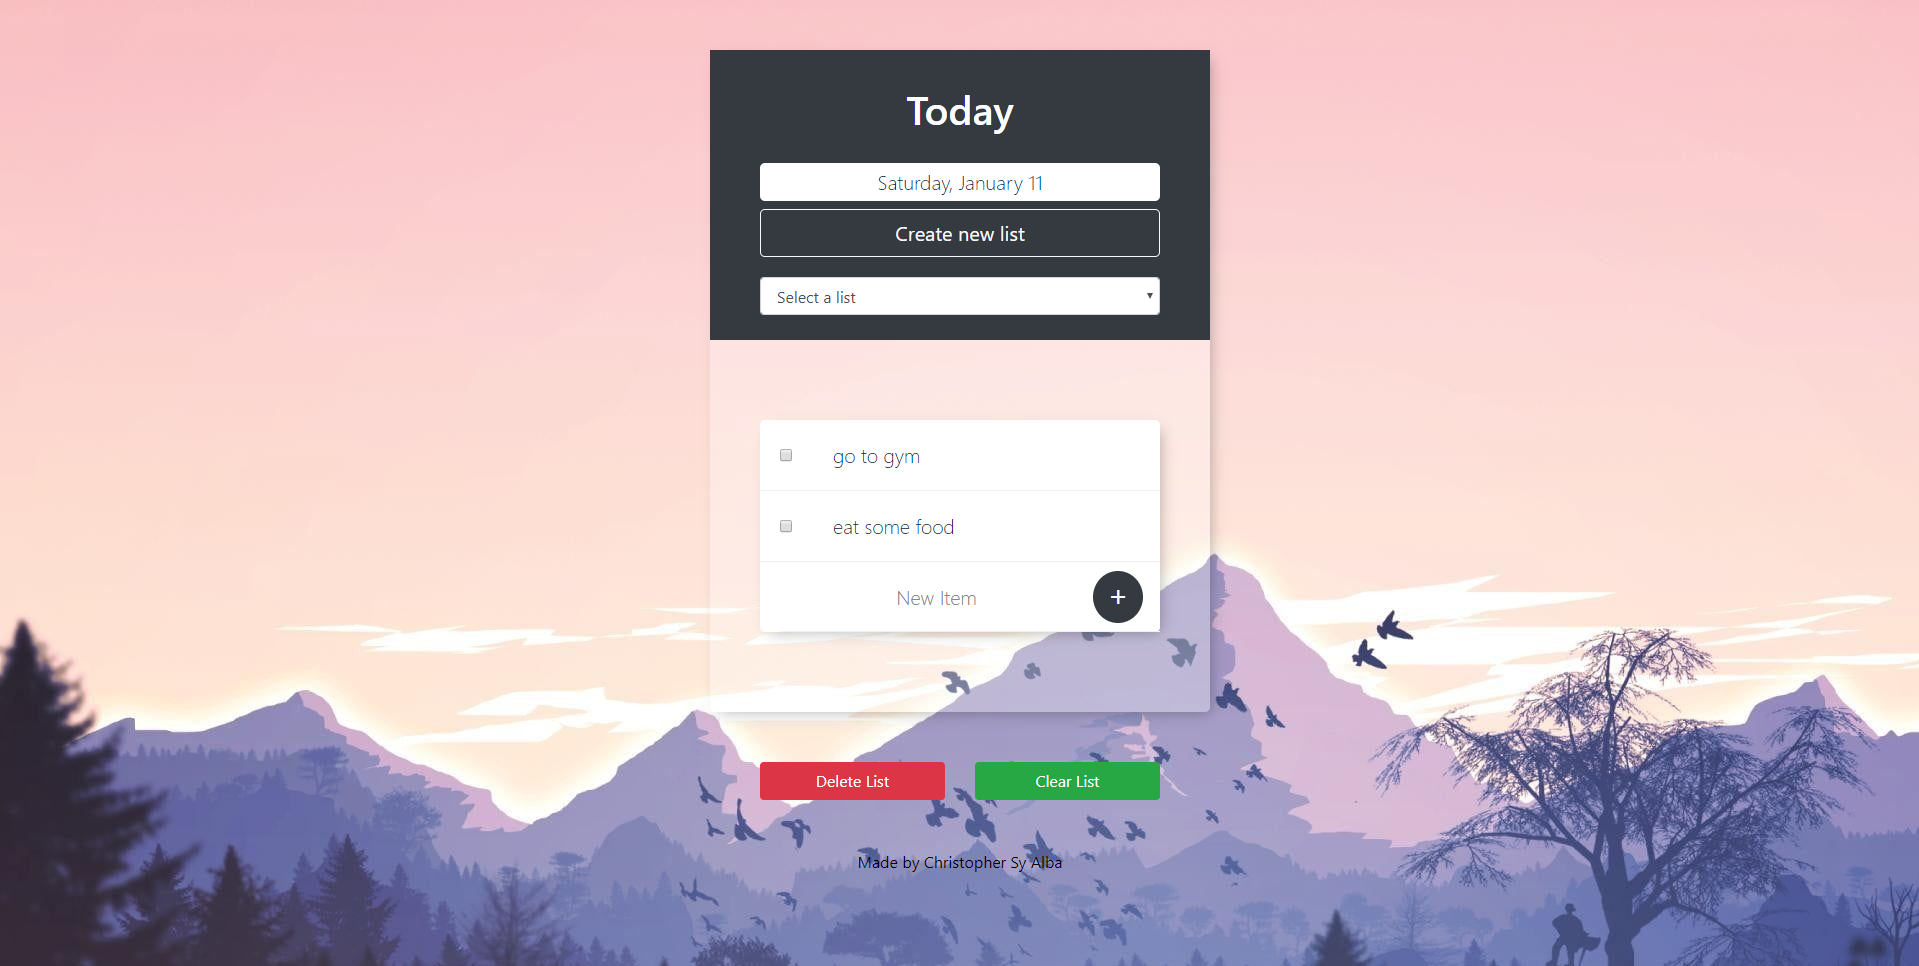 Today
Saturday, January 11
Create new list
Select a list
go to gym
eat some food
New Item
+
Delete List
Clear List
Made by Christopher Sy Alba